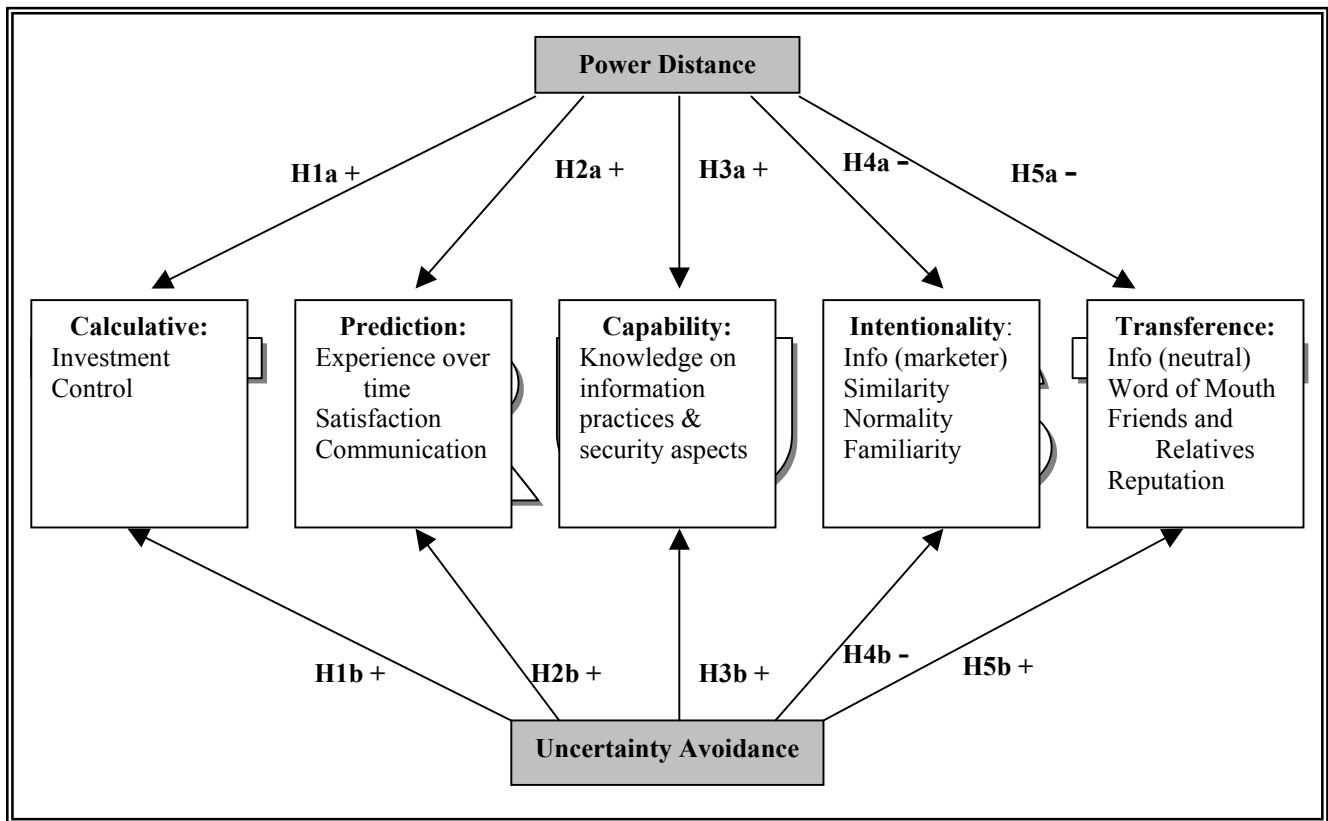 Power Distance
H1a +
H2a +
H3a +
H4a -
H5a -
Calculative:
Investment
Control
Prediction:
Experience over
time
Satisfaction
Communication
Capability:
Knowledge on
information
practices &
security aspects
Intentionality:
Info (marketer)
Similarity
Normality
Familiarity
Transference:
Info (neutral)
Word of Mouth
Friends and
Relatives
Reputation
H1b +
H2b +
H3b +
H4b -
H5b +
Uncertainty Avoidance